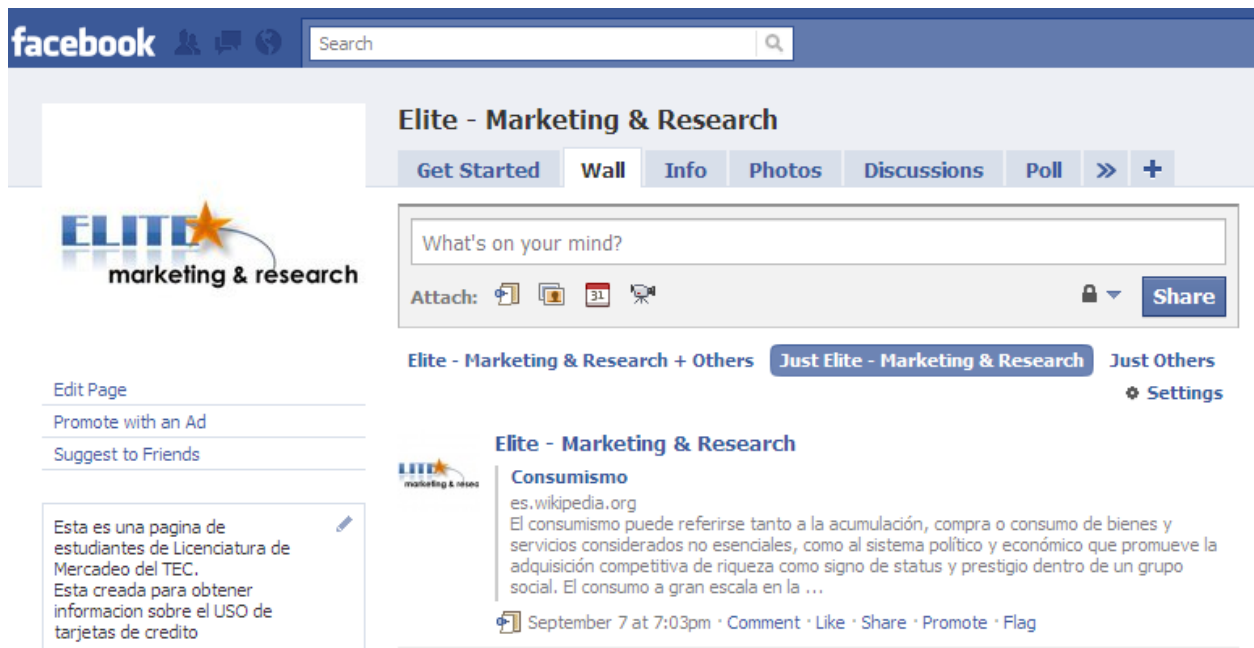 facebook
Search
Elite - Marketing & Research
Get Started Wall Info Photos Discussions Poll » +
ELITE
marketing & research
What's on your mind?
Attach: 31 Share
Elite - Marketing & Research + Others Just Elite - Marketing & Research Just Others
Settings
Edit Page
Promote with an Ad
Suggest to Friends
Esta es una pagina de
estudiantes de Licenciatura de
Mercadeo del TEC.
Esta creada para obtener
informacion sobre el USO de
tarjetas de credito
Elite - Marketing & Research
ELITE
marketing & resea
Consumismo
es.wikipedia.org
El consumismo puede referirse tanto a la acumulación, compra o consumo de bienes y
servicios considerados no esenciales, como al sistema político y económico que promueve la
adquisición competitiva de riqueza como signo de status y prestigio dentro de un grupo
social. El consumo a gran escala en la ...
September 7 at 7:03pm · Comment · Like · Share · Promote · Flag